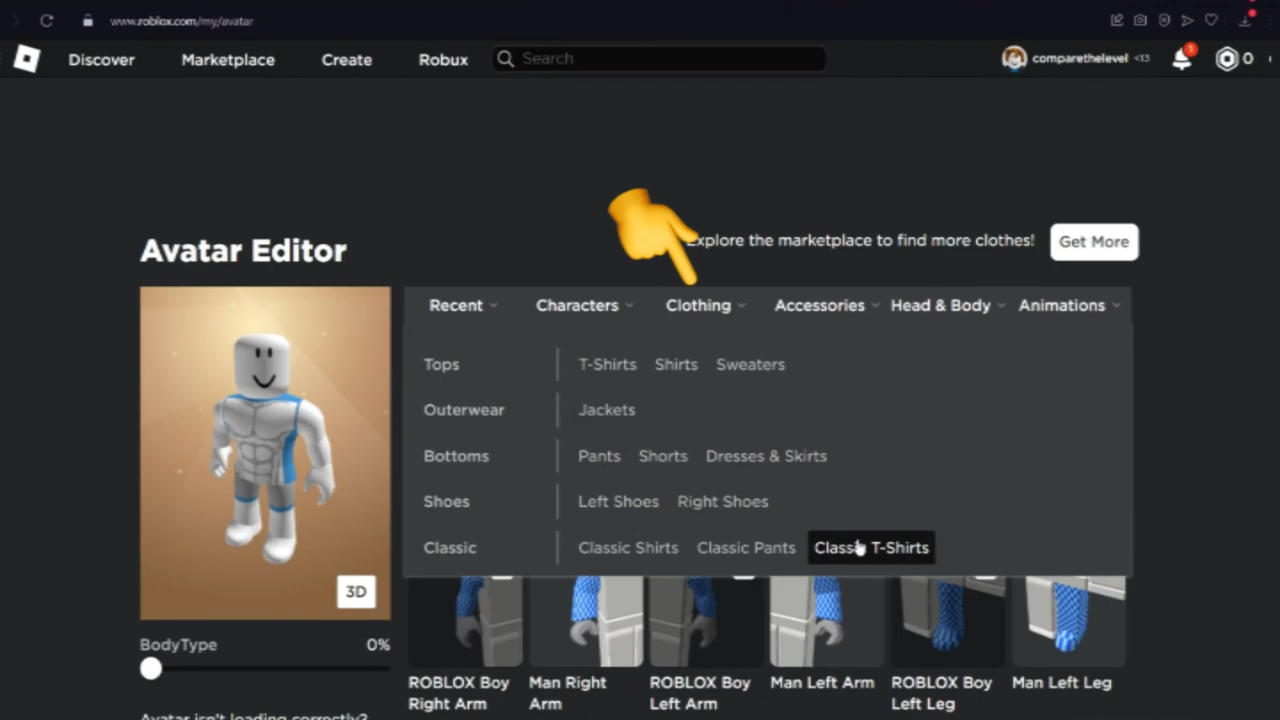 www.roblox.com/my/avatar
Discover Marketplace Create Robux Search comparethelevel <13 0
Explore the marketplace to find more clothes! Get More
Avatar Editor
Recent Characters Clothing Accessories Head & Body Animations
Tops T-Shirts Shirts Sweaters
Outerwear Jackets
Bottoms Pants Shorts Dresses & Skirts
Shoes Left Shoes Right Shoes
Classic Classic Shirts Classic Pants Classic T-Shirts
3D
BodyType 0%
ROBLOX Boy Man Right ROBLOX Boy Man Left Arm ROBLOX Boy Man Left Leg
Right Arm Arm Left Arm Left Leg
Avatar isn't loading correctly?